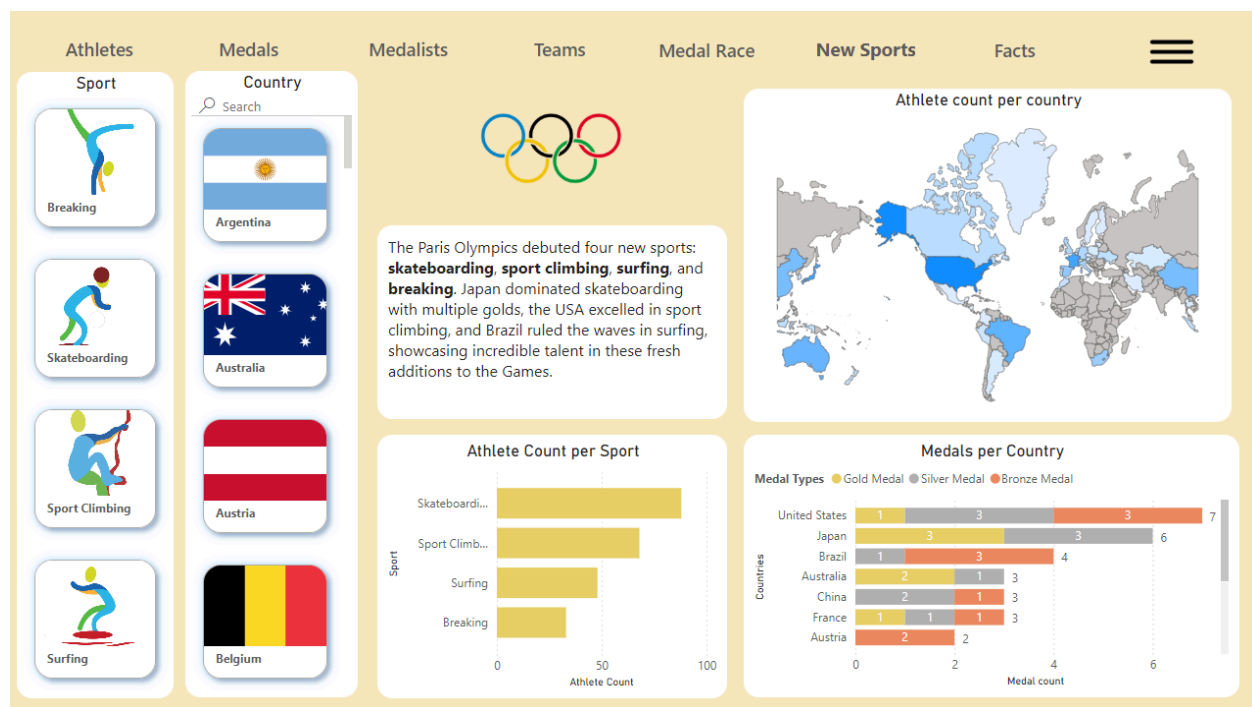 Athletes
Medals
Medalists
Teams
Medal Race
New Sports
Facts
Sport
Breaking
Skateboarding
Sport Climbing
Surfing
Country
Search
Argentina
Australia
Austria
Belgium
The Paris Olympics debuted four new sports:
skateboarding, sport climbing, surfing, and
breaking. Japan dominated skateboarding
with multiple golds, the USA excelled in sport
climbing, and Brazil ruled the waves in surfing,
showcasing incredible talent in these fresh
additions to the Games.
Athlete count per country
Athlete Count per Sport
Sport
Skateboardi...
Sport Climb...
Surfing
Breaking
0 50 100
Athlete Count
Medals per Country
Medal Types Gold Medal Silver Medal Bronze Medal
Countries
United States 1 3 3 7
Japan 3 3 6
Brazil 1 3 4
Australia 2 1 3
China 2 1 3
France 1 1 1 3
Austria 2 2
0 2 4 6
Medal count